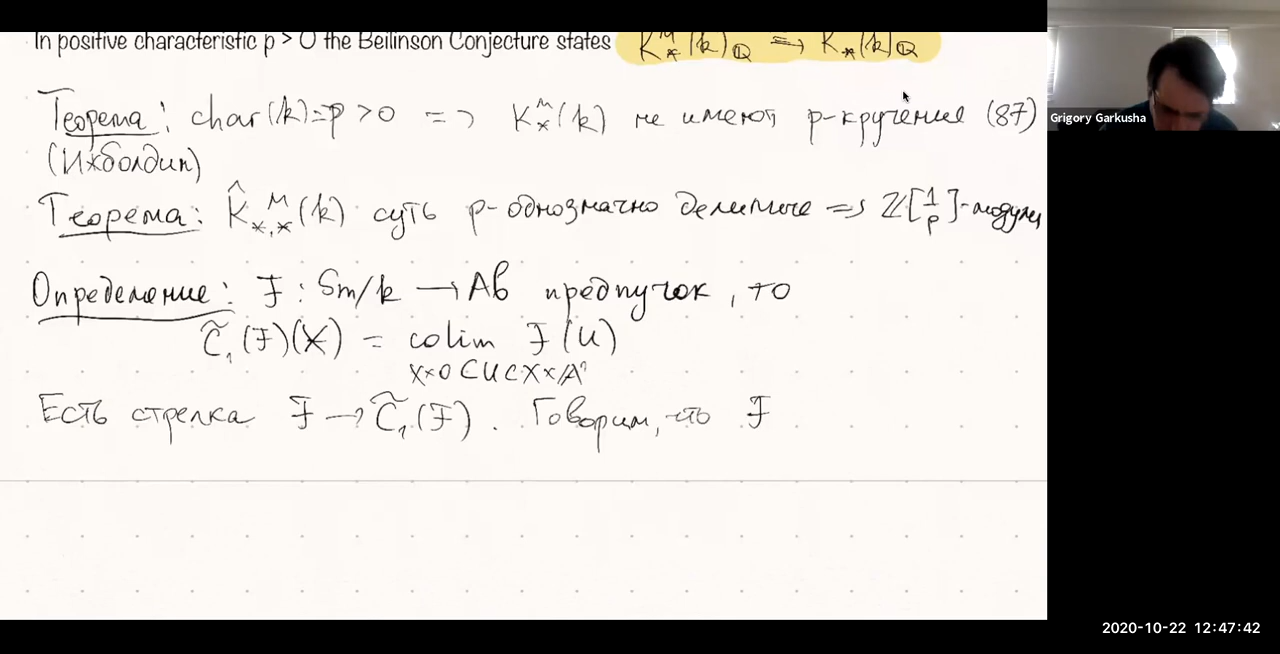 In positive characteristic p > 0 the Beilinson Conjecture states K^M_*(k)_ℚ ⥲ K_*(k)_ℚ
Теорема: char(k)=p>0 => K^M_*(k) не имеют p-кручение (87)
(Ижболдин)
Теорема: K̂^M_{*,*}(k) суть p-однозначно делимые => ℤ[1/p]-модули
Определение: F : Sm/k → Ab предпучок, то
C̃_1(F)(X) = colim F(U)
X×0⊂U⊂X×A^1
Есть стрелка F → C̃_1(F). Говорим, что F
Grigory Garkusha
2020-10-22 12:47:42